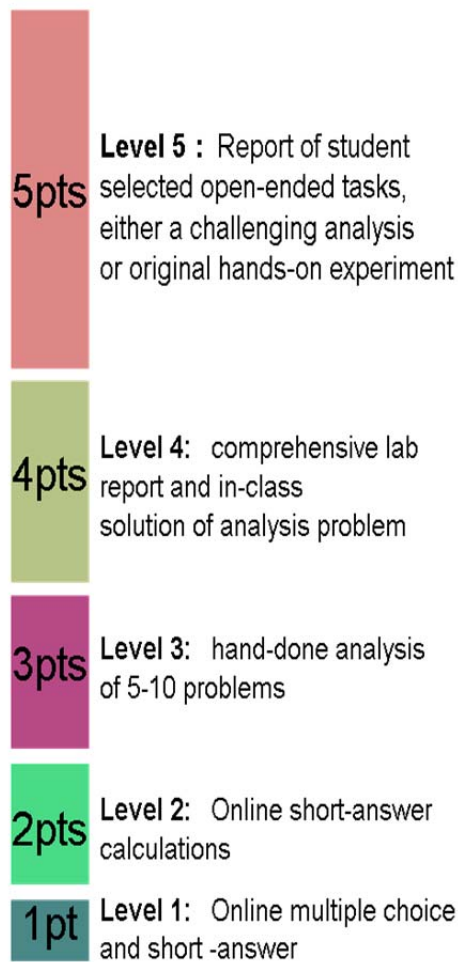 5pts
Level 5 : Report of student
selected open-ended tasks,
either a challenging analysis
or original hands-on experiment
4pts
Level 4: comprehensive lab
report and in-class
solution of analysis problem
3pts
Level 3: hand-done analysis
of 5-10 problems
2pts
Level 2: Online short-answer
calculations
1pt
Level 1: Online multiple choice
and short -answer